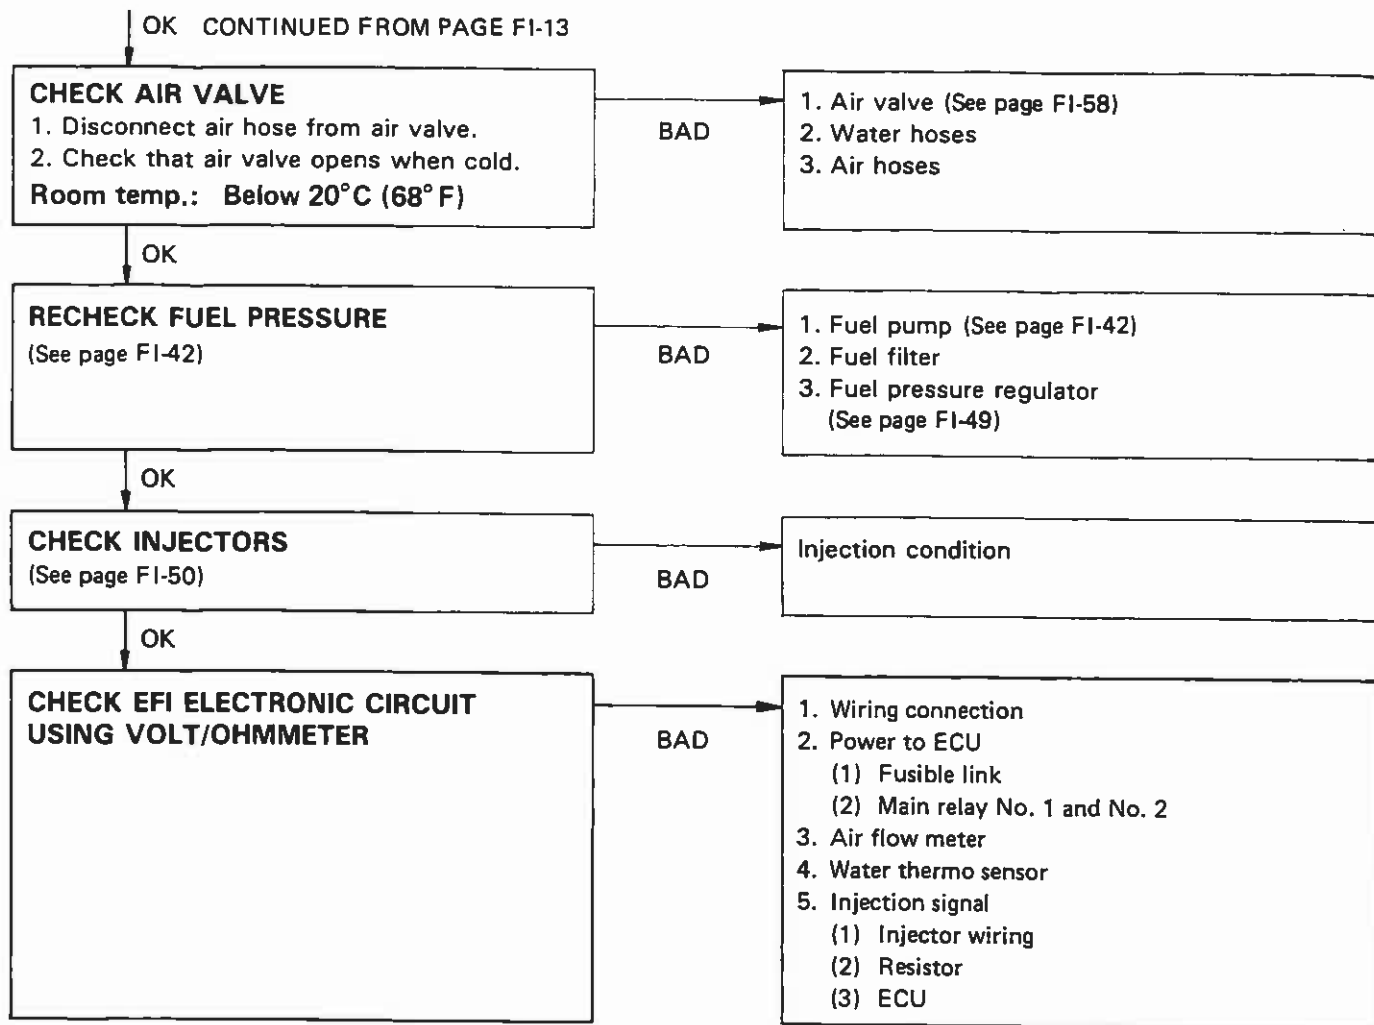 OK CONTINUED FROM PAGE FI-13
CHECK AIR VALVE
1. Disconnect air hose from air valve.
2. Check that air valve opens when cold.
Room temp.: Below 20°C (68°F)
BAD
1. Air valve (See page FI-58)
2. Water hoses
3. Air hoses
OK
RECHECK FUEL PRESSURE
(See page FI-42)
BAD
1. Fuel pump (See page FI-42)
2. Fuel filter
3. Fuel pressure regulator
(See page FI-49)
OK
CHECK INJECTORS
(See page FI-50)
BAD
Injection condition
OK
CHECK EFI ELECTRONIC CIRCUIT
USING VOLT/OHMMETER
BAD
1. Wiring connection
2. Power to ECU
(1) Fusible link
(2) Main relay No. 1 and No. 2
3. Air flow meter
4. Water thermo sensor
5. Injection signal
(1) Injector wiring
(2) Resistor
(3) ECU